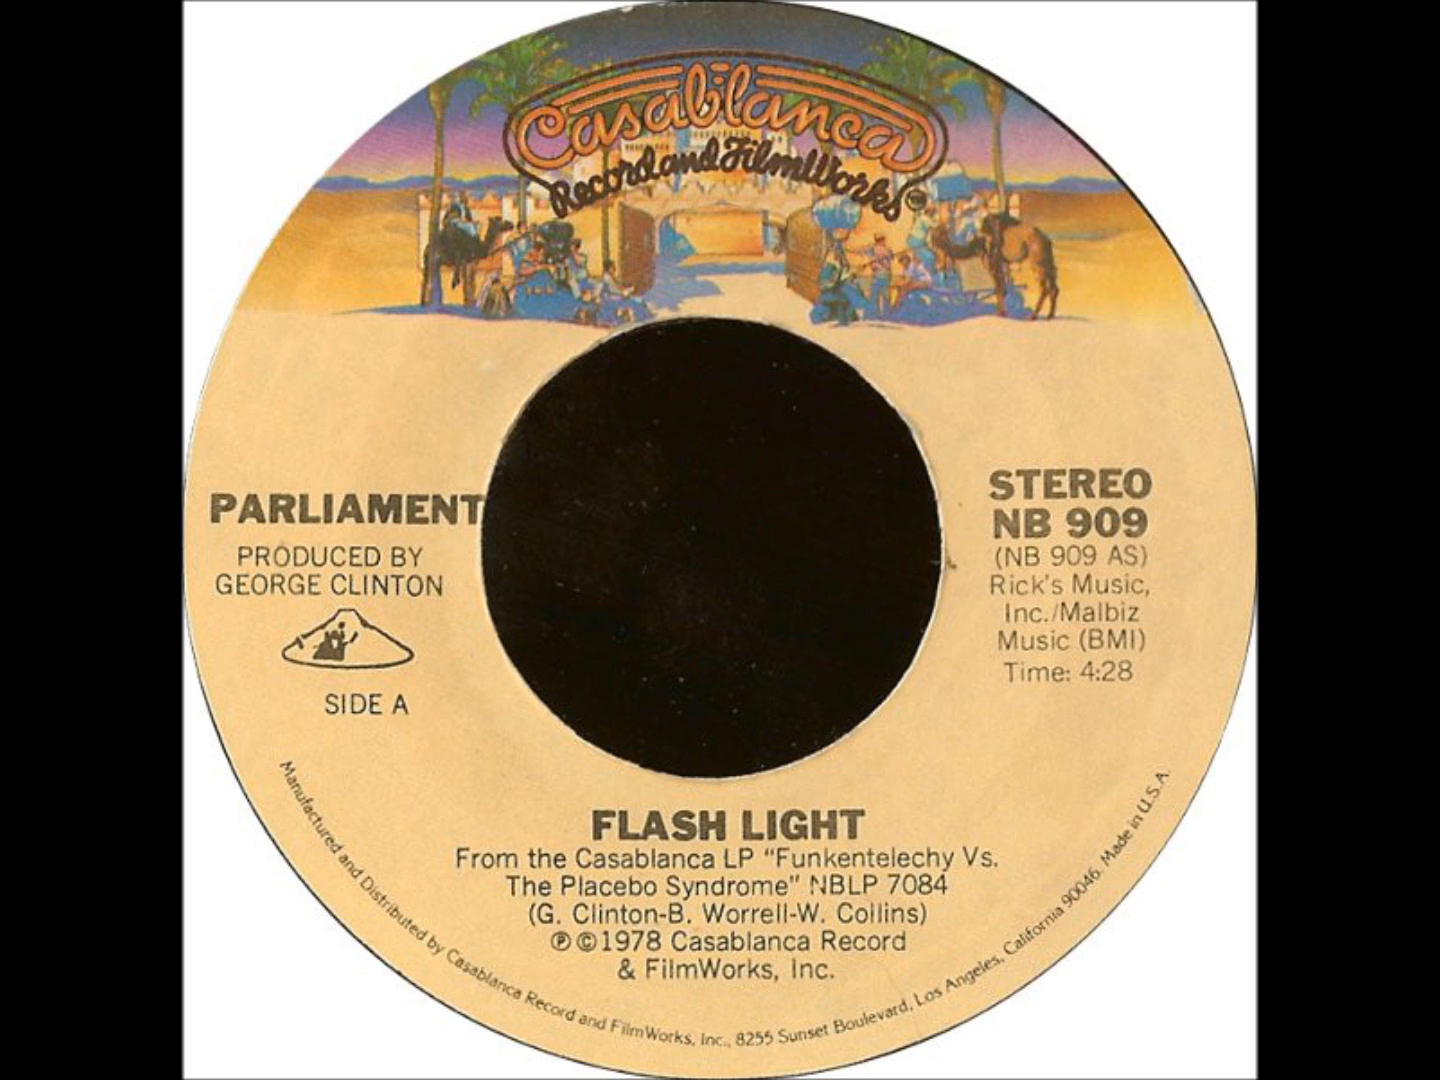 Casablanca
Record and FilmWorks
PARLIAMENT
PRODUCED BY
GEORGE CLINTON
SIDE A
STEREO
NB 909
(NB 909 AS)
Rick's Music,
Inc./Malbiz
Music (BMI)
Time: 4:28
FLASH LIGHT
From the Casablanca LP "Funkentelechy Vs.
The Placebo Syndrome" NBLP 7084
(G. Clinton-B. Worrell-W. Collins)
℗©1978 Casablanca Record
& FilmWorks, Inc.
Manufactured and Distributed by Casablanca Record and FilmWorks, Inc., 8255 Sunset Boulevard, Los Angeles, California 90046. Made in U.S.A.